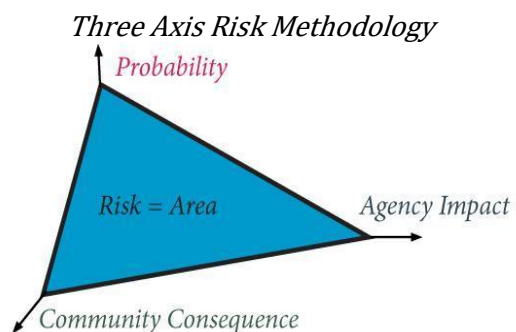 Three Axis Risk Methodology
Probability
Risk = Area
Agency Impact
Community Consequence